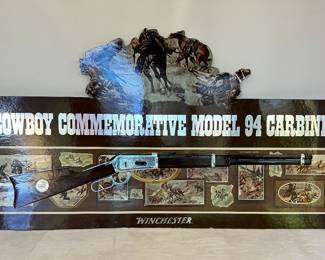 COWBOY COMMEMORATIVE MODEL 94 CARBINE
WINCHESTER